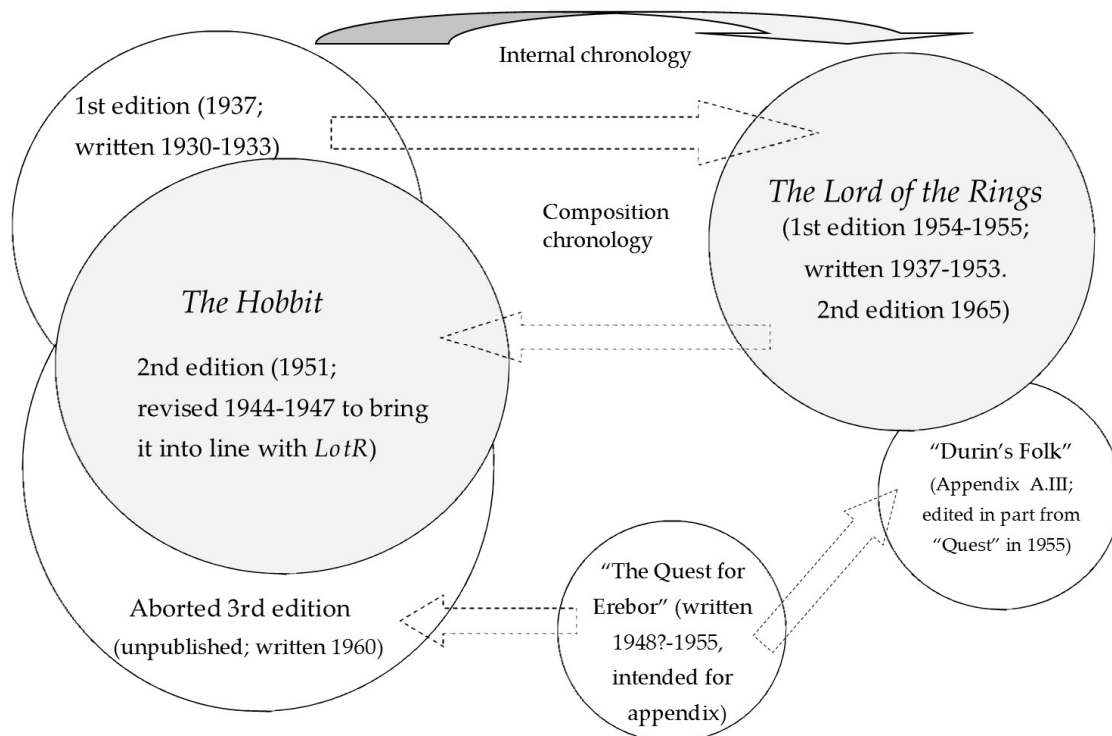 Internal chronology
1st edition (1937;
written 1930-1933)
The Lord of the Rings
(1st edition 1954-1955;
written 1937-1953.
2nd edition 1965)
Composition
chronology
The Hobbit
2nd edition (1951;
revised 1944-1947 to bring
it into line with LotR)
“Durin’s Folk”
(Appendix A.III;
edited in part from
“Quest” in 1955)
“The Quest for
Erebor” (written
1948?-1955,
intended for
appendix)
Aborted 3rd edition
(unpublished; written 1960)